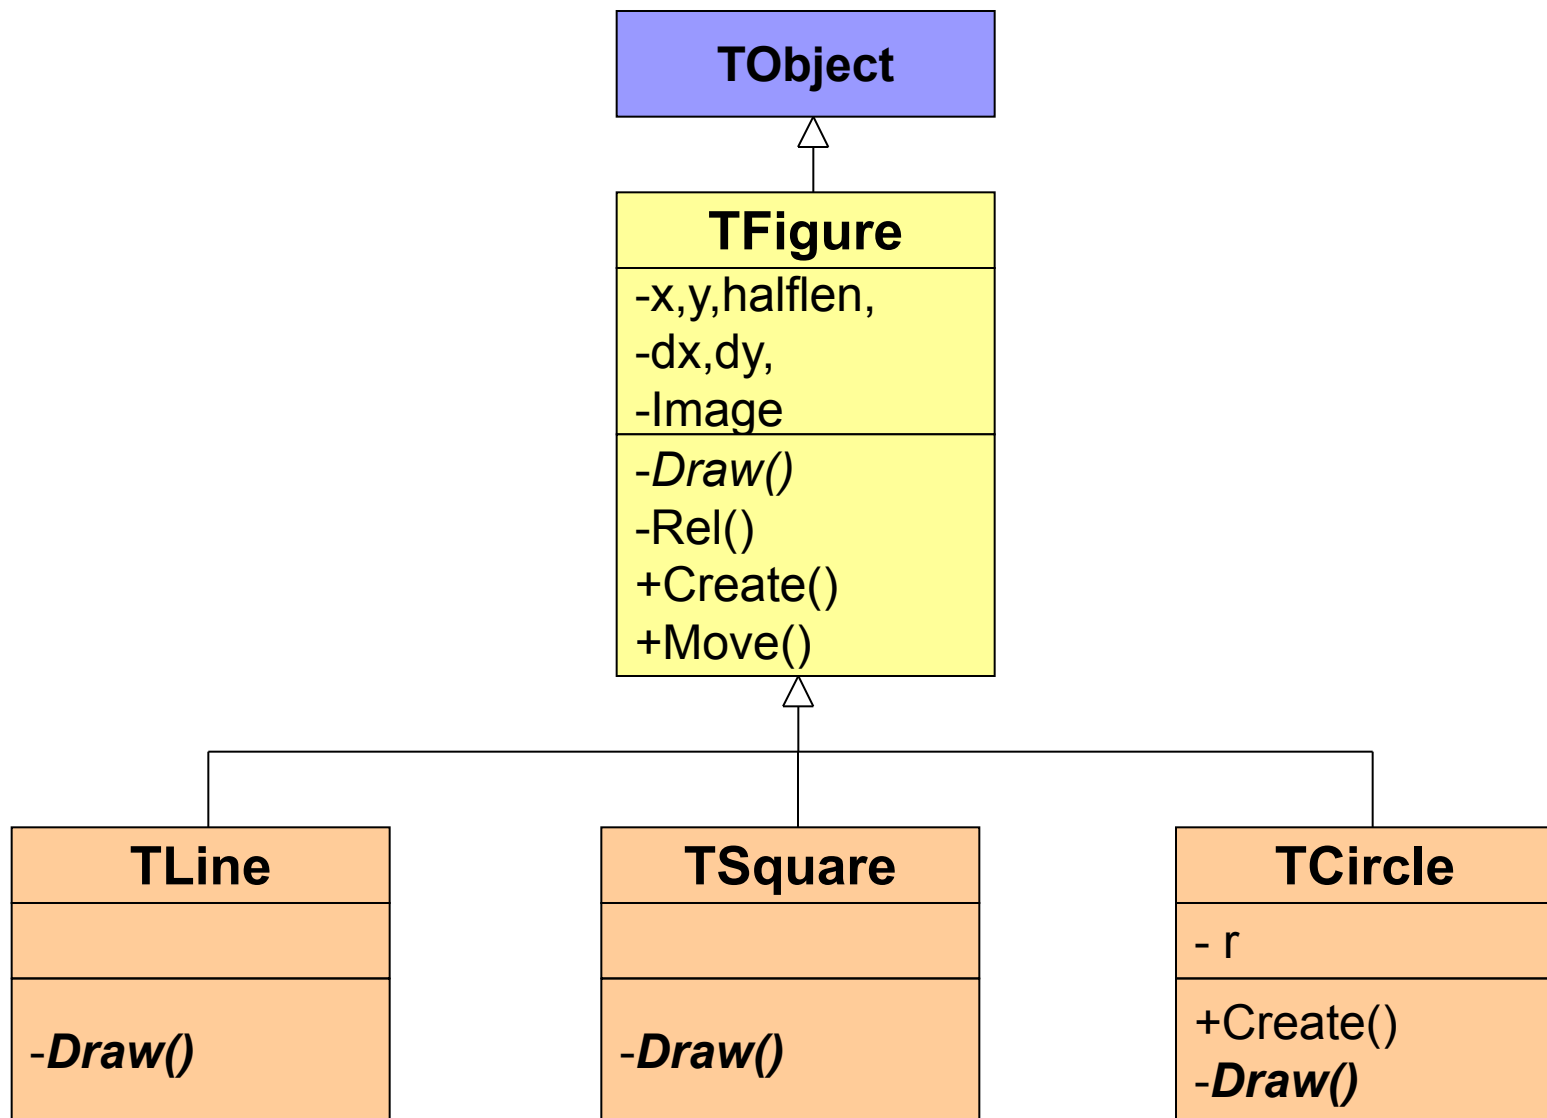 TObject
TFigure
-x,y,halflen,
-dx,dy,
-Image
-Draw()
-Rel()
+Create()
+Move()
TLine
-Draw()
TSquare
-Draw()
TCircle
- r
+Create()
-Draw()